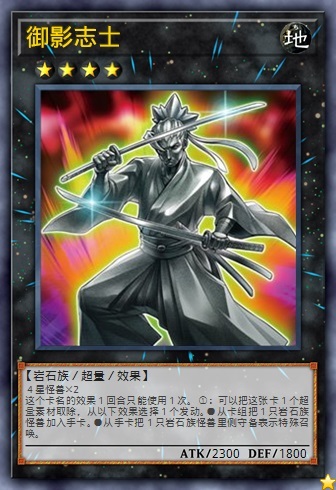 御影志士
地
【岩石族／超量／效果】
４星怪兽×2
这个卡名的效果１回合只能使用１次。①：可以把这张卡１个超
量素材取除，从以下效果选择１个发动。●从卡组把１只岩石族
怪兽加入手卡。●从手卡把１只岩石族怪兽里侧守备表示特殊召
唤。
ATK/2300 DEF/1800